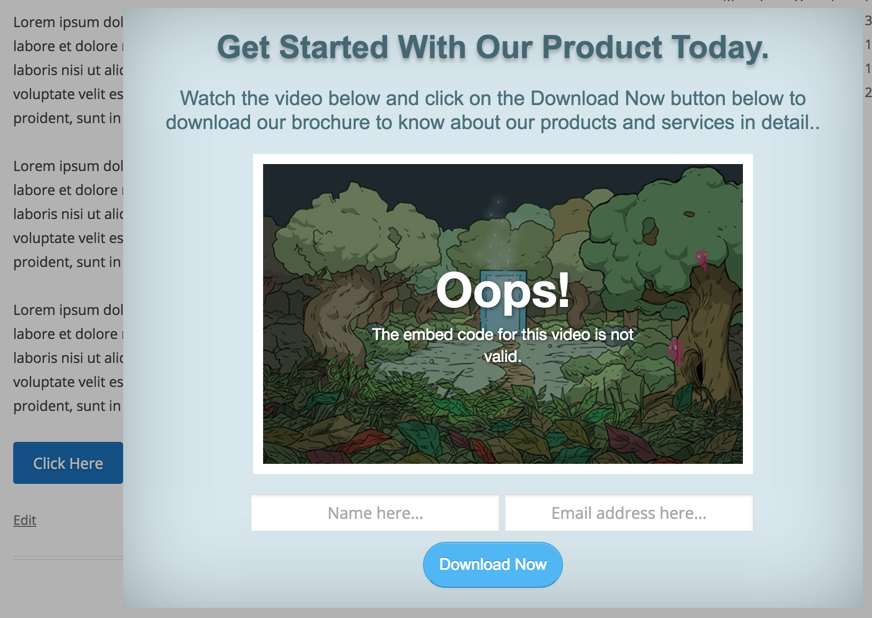 Lorem ipsum dol
labore et dolore
laboris nisi ut alic
voluptate velit es
proident, sunt in
Lorem ipsum dol
labore et dolore
laboris nisi ut alic
voluptate velit es
proident, sunt in
Lorem ipsum dol
labore et dolore
laboris nisi ut alic
voluptate velit es
proident, sunt in
Click Here
Edit
Get Started With Our Product Today.
Watch the video below and click on the Download Now button below to
download our brochure to know about our products and services in detail..
Oops!
The embed code for this video is not
valid.
Name here...
Email address here...
Download Now
3
1
1
2